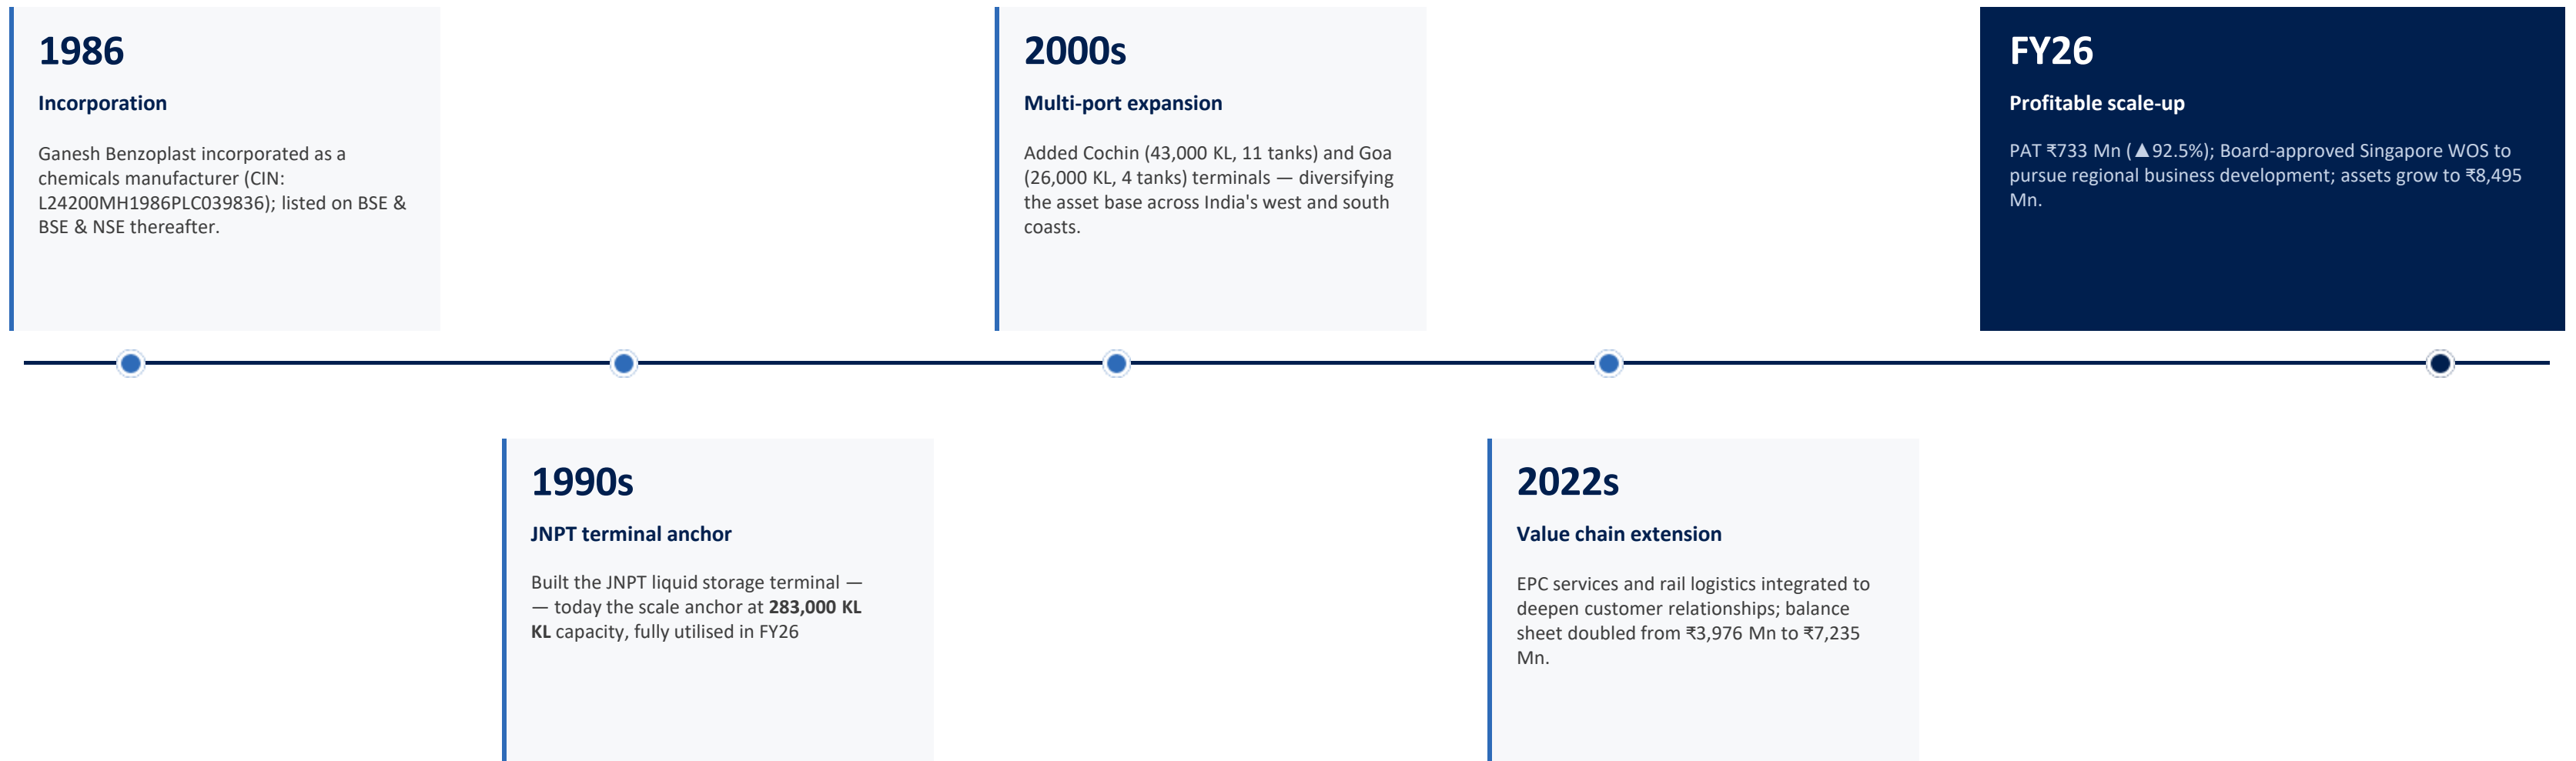 1986
Incorporation
Ganesh Benzoplast incorporated as a
chemicals manufacturer (CIN:
L24200MH1986PLC039836); listed on BSE &
BSE & NSE thereafter.
1990s
JNPT terminal anchor
Built the JNPT liquid storage terminal —
— today the scale anchor at 283,000 KL
KL capacity, fully utilised in FY26
2000s
Multi-port expansion
Added Cochin (43,000 KL, 11 tanks) and Goa
(26,000 KL, 4 tanks) terminals — diversifying
the asset base across India's west and south
coasts.
2022s
Value chain extension
EPC services and rail logistics integrated to
deepen customer relationships; balance
sheet doubled from ₹3,976 Mn to ₹7,235
Mn.
FY26
Profitable scale-up
PAT ₹733 Mn (▲92.5%); Board-approved Singapore WOS to
pursue regional business development; assets grow to ₹8,495
Mn.